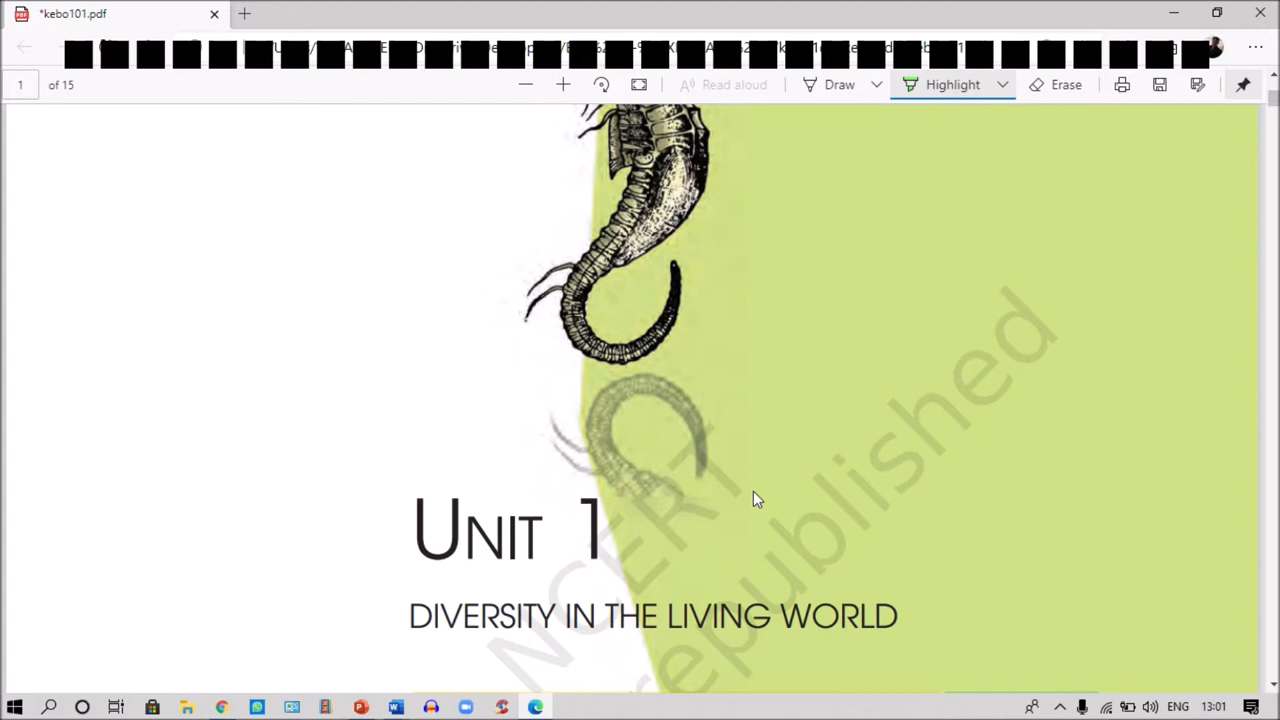 *kebo101.pdf
1 of 15
Read aloud Draw Highlight Erase
UNIT 1
DIVERSITY IN THE LIVING WORLD
NCERT
republished
ENG 13:01